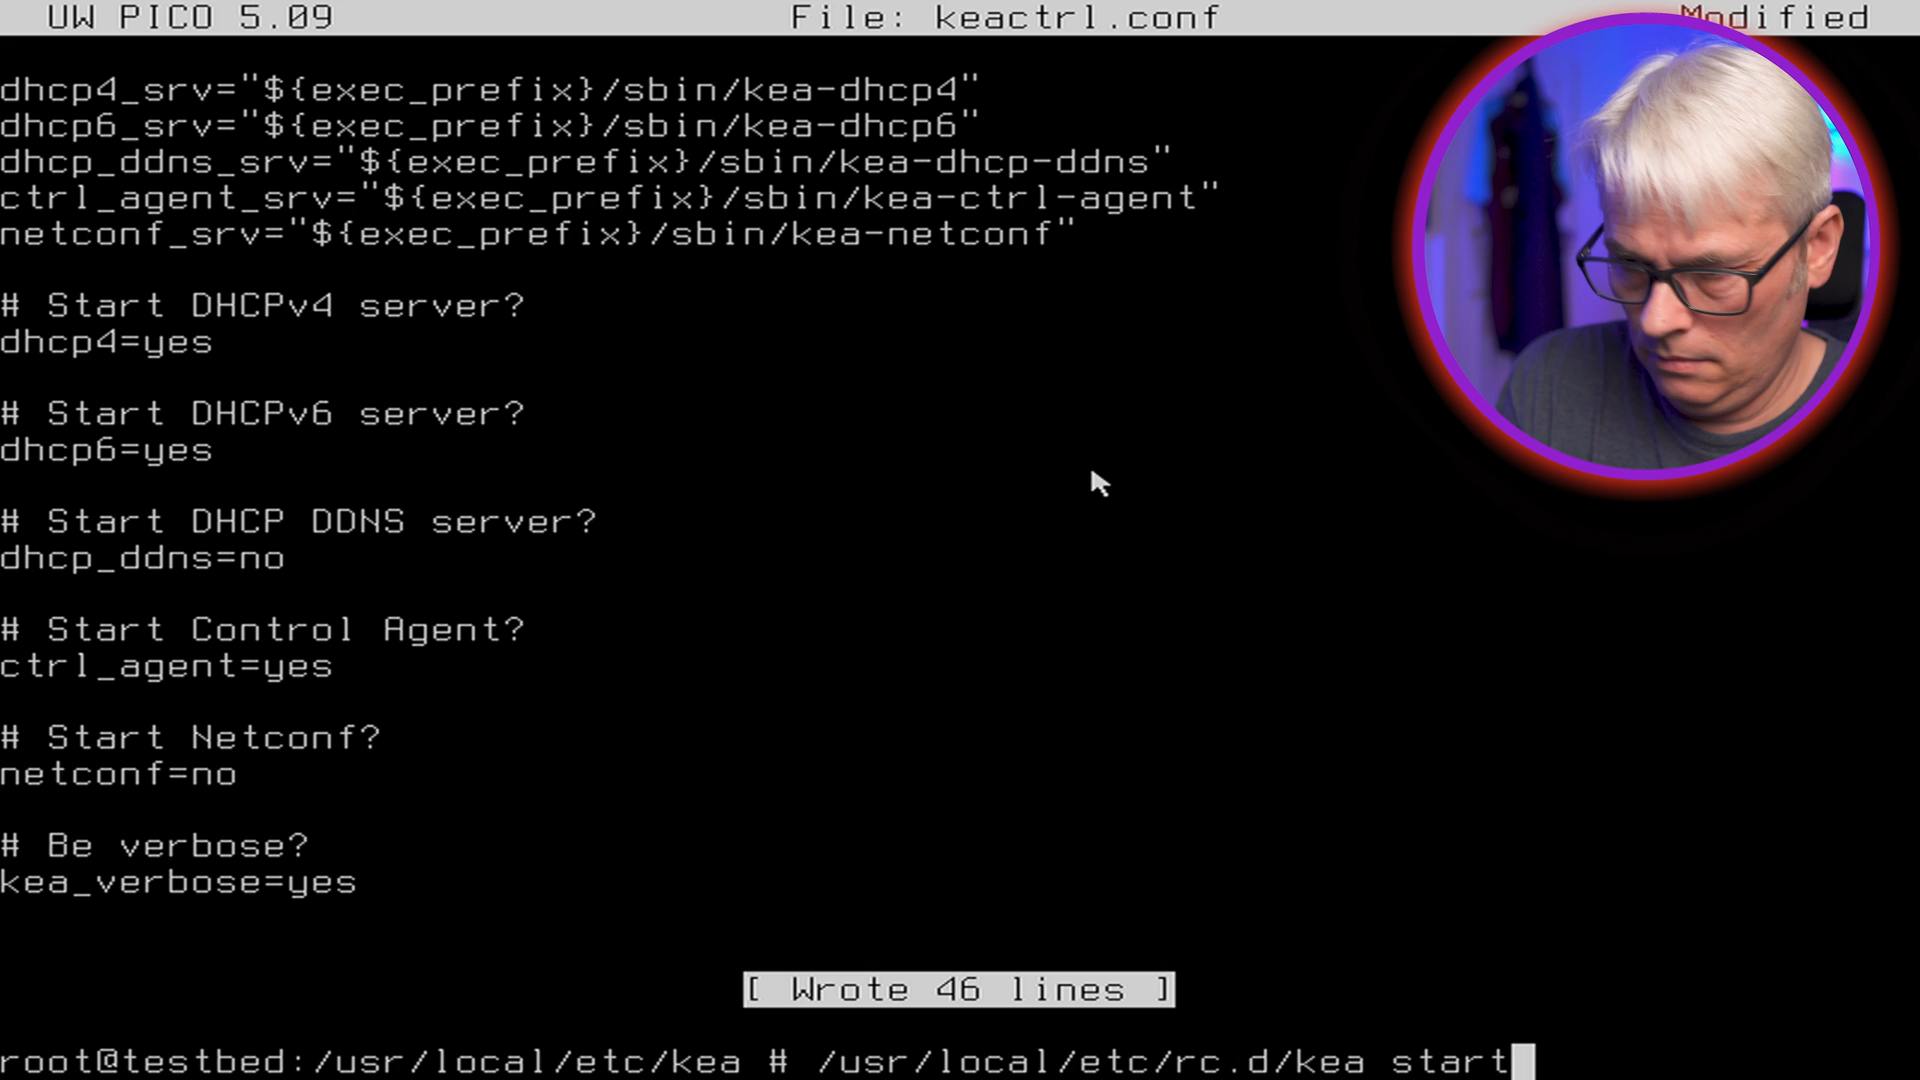 UW PICO 5.09 File: keactrl.conf Modified
dhcp4_srv="${exec_prefix}/sbin/kea-dhcp4"
dhcp6_srv="${exec_prefix}/sbin/kea-dhcp6"
dhcp_ddns_srv="${exec_prefix}/sbin/kea-dhcp-ddns"
ctrl_agent_srv="${exec_prefix}/sbin/kea-ctrl-agent"
netconf_srv="${exec_prefix}/sbin/kea-netconf"
# Start DHCPv4 server?
dhcp4=yes
# Start DHCPv6 server?
dhcp6=yes
# Start DHCP DDNS server?
dhcp_ddns=no
# Start Control Agent?
ctrl_agent=yes
# Start Netconf?
netconf=no
# Be verbose?
kea_verbose=yes
[ Wrote 46 lines ]
root@testbed:/usr/local/etc/kea # /usr/local/etc/rc.d/kea start